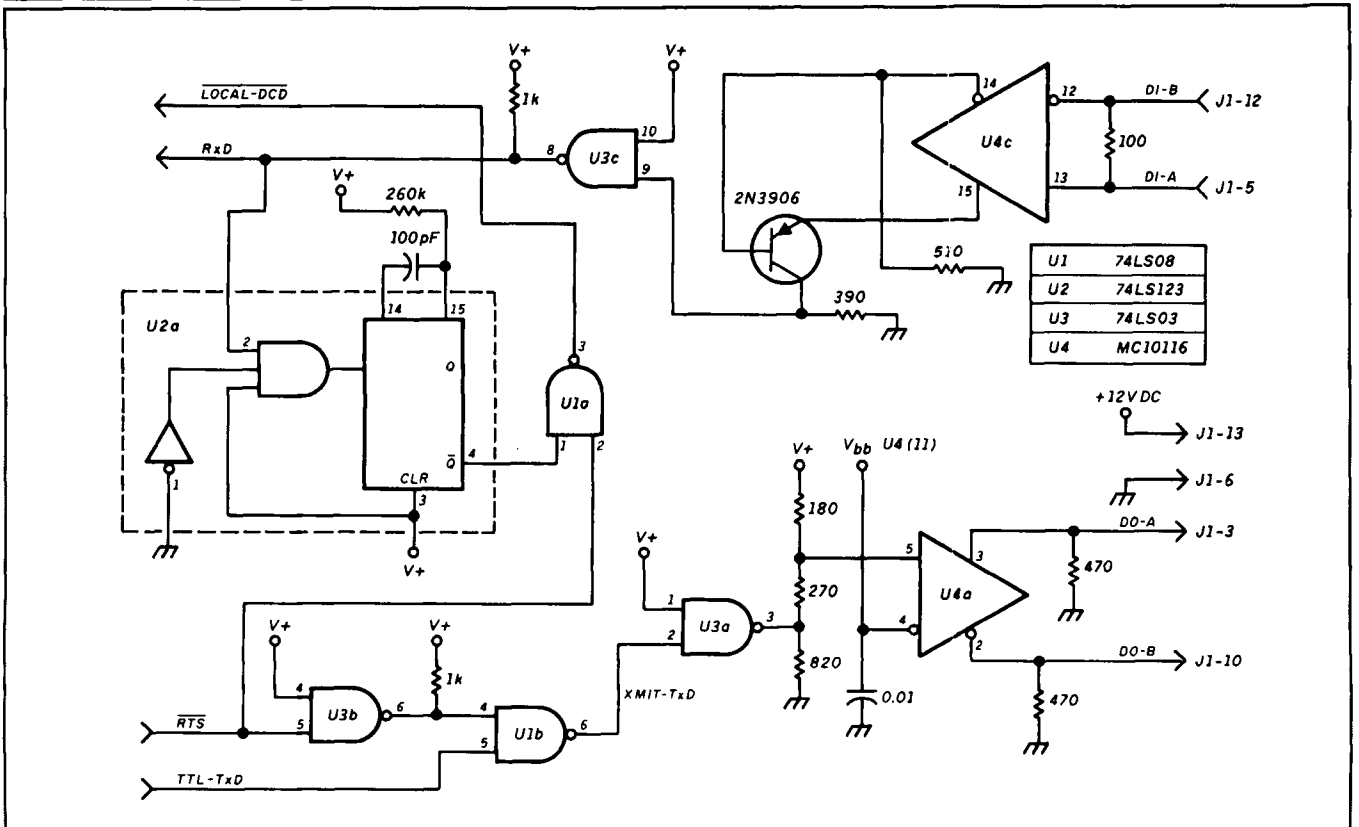 LOCAL-DCD
RxD
V+
1k
V+
10
9
8
U3c
14
12
DI-B
J1-12
U4c
100
15
13
DI-A
J1-5
2N3906
510
390
U1 74LS08
U2 74LS123
U3 74LS03
U4 MC10116
V+
260k
100pF
14
15
U2a
2
Q
Q
4
CLR
3
1
V+
3
U1a
1
2
+12VDC
J1-13
J1-6
V+
Vbb U4(11)
180
270
820
5
4
U4a
3
2
DO-A
J1-3
470
DO-B
J1-10
470
0.01
V+
1
2
U3a
3
XMIT-TxD
V+
4
5
U3b
6
V+
1k
4
5
U1b
6
RTS
TTL-TxD